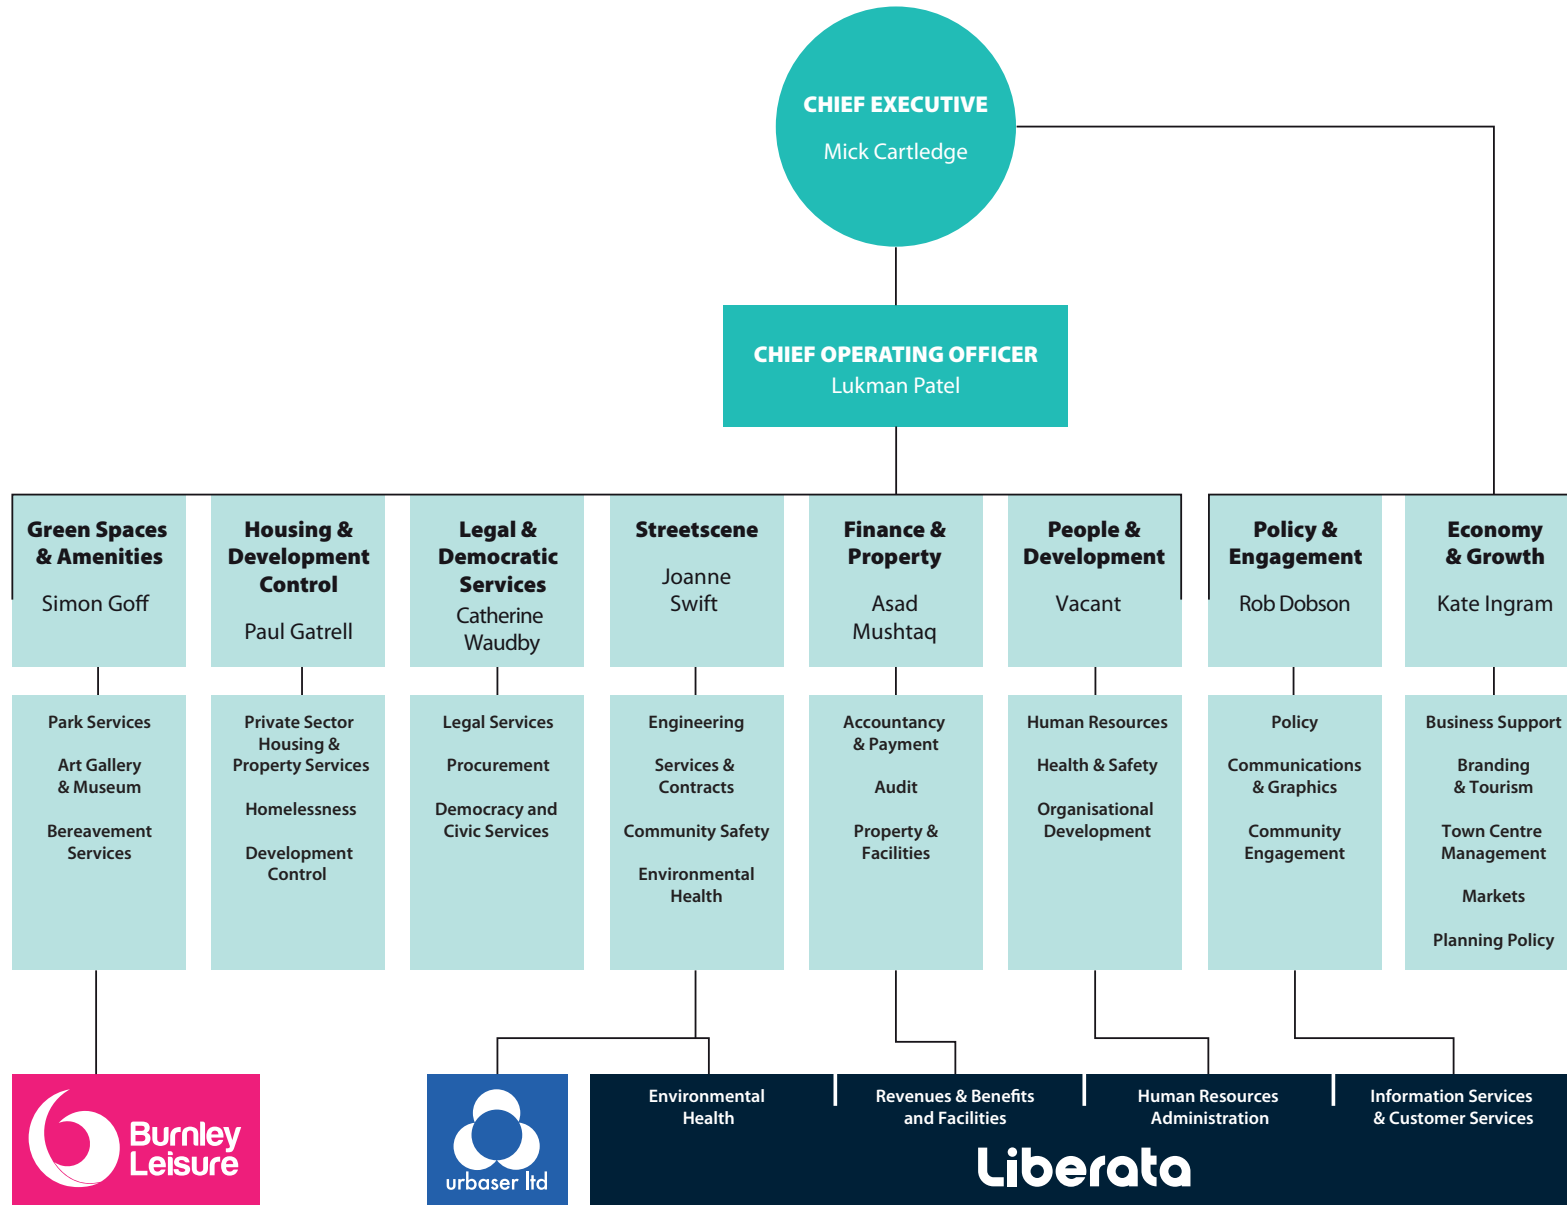 CHIEF EXECUTIVE
Mick Cartledge
CHIEF OPERATING OFFICER
Lukman Patel
Green Spaces
& Amenities
Simon Goff
Housing &
Development
Control
Paul Gatrell
Legal &
Democratic
Services
Catherine
Waudby
Streetscene
Joanne
Swift
Finance &
Property
Asad
Mushtaq
People &
Development
Vacant
Policy &
Engagement
Rob Dobson
Economy
& Growth
Kate Ingram
Park Services
Art Gallery
& Museum
Bereavement
Services
Private Sector
Housing &
Property Services
Homelessness
Development
Control
Legal Services
Procurement
Democracy and
Civic Services
Engineering
Services &
Contracts
Community Safety
Environmental
Health
Accountancy
& Payment
Audit
Property &
Facilities
Human Resources
Health & Safety
Organisational
Development
Policy
Communications
& Graphics
Community
Engagement
Business Support
Branding
& Tourism
Town Centre
Management
Markets
Planning Policy
Burnley
Leisure
urbaser ltd
Environmental
Health
Revenues & Benefits
and Facilities
Human Resources
Administration
Information Services
& Customer Services
Liberata